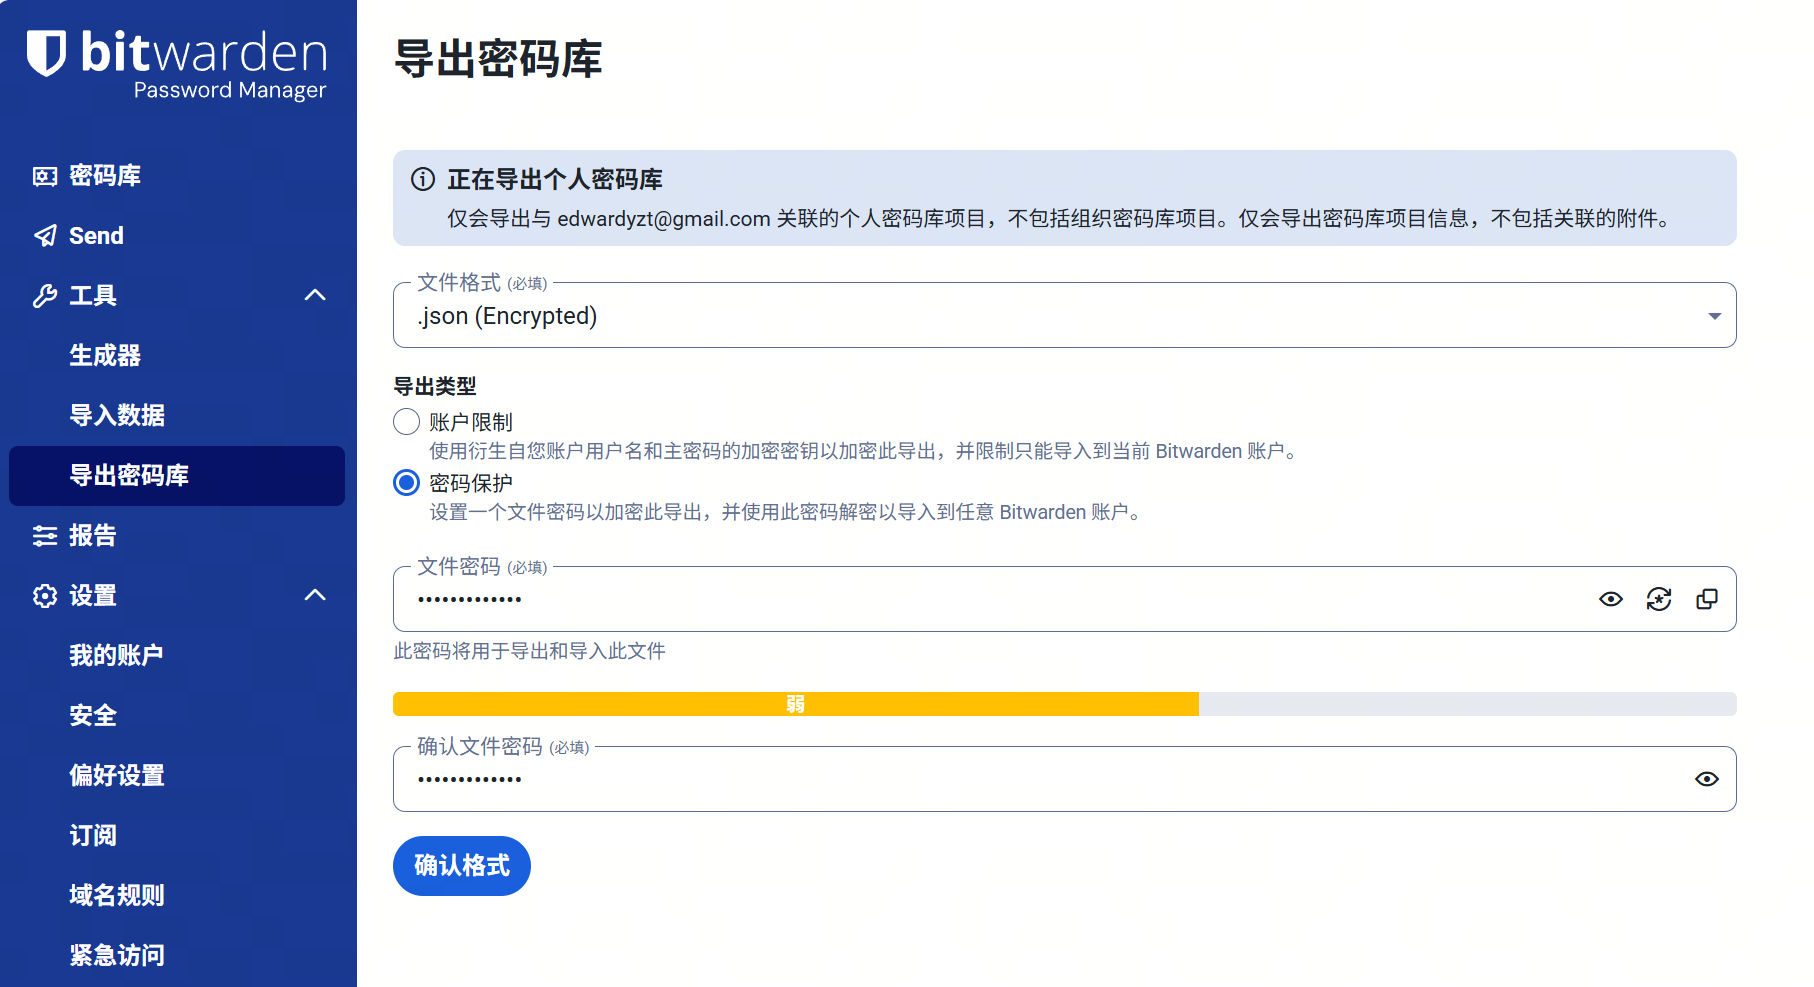 bitwarden
Password Manager
密码库
Send
工具
生成器
导入数据
导出密码库
报告
设置
我的账户
安全
偏好设置
订阅
域名规则
紧急访问
导出密码库
正在导出个人密码库
仅会导出与 edwardyzt@gmail.com 关联的个人密码库项目，不包括组织密码库项目。仅会导出密码库项目信息，不包括关联的附件。
文件格式 (必填)
.json (Encrypted)
导出类型
账户限制
使用衍生自您账户用户名和主密码的加密密钥以加密此导出，并限制只能导入到当前 Bitwarden 账户。
密码保护
设置一个文件密码以加密此导出，并使用此密码解密以导入到任意 Bitwarden 账户。
文件密码 (必填)
•••••••••••••
此密码将用于导出和导入此文件
弱
确认文件密码 (必填)
•••••••••••••
确认格式